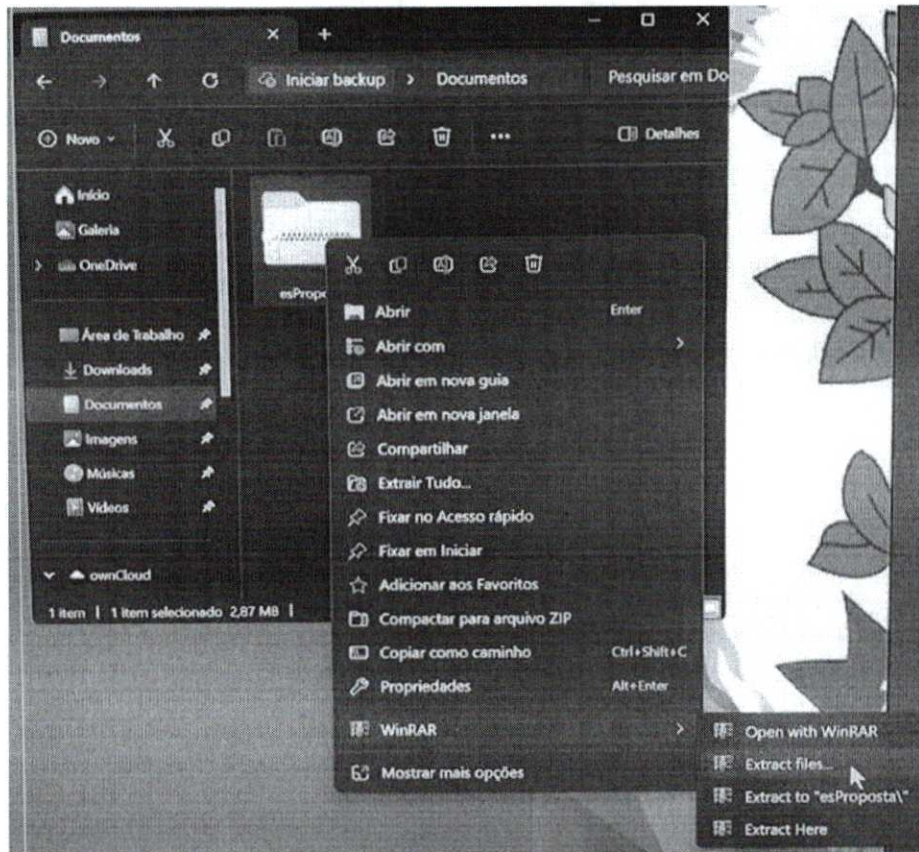 Documentos
Iniciar backup > Documentos
Pesquisar em Do
Novo
Detalhes
Início
Galeria
OneDrive
Área de Trabalho
Downloads
Documentos
Imagens
Músicas
Vídeos
ownCloud
1 item | 1 item selecionado 2,87 MB |
esPropo
Abrir Enter
Abrir com
Abrir em nova guia
Abrir em nova janela
Compartilhar
Extrair Tudo...
Fixar no Acesso rápido
Fixar em Iniciar
Adicionar aos Favoritos
Compactar para arquivo ZIP
Copiar como caminho Ctrl+Shift+C
Propriedades Alt+Enter
WinRAR
Mostrar mais opções
Open with WinRAR
Extract files...
Extract to "esProposta\"
Extract Here